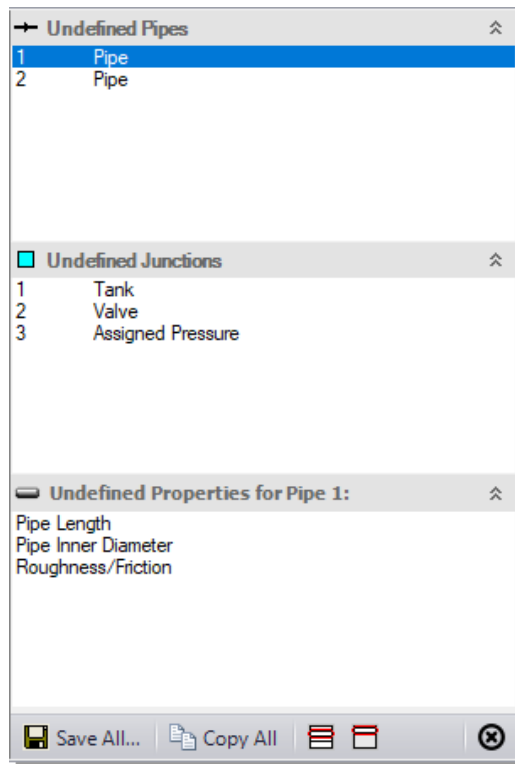 Undefined Pipes
1 Pipe
2 Pipe
Undefined Junctions
1 Tank
2 Valve
3 Assigned Pressure
Undefined Properties for Pipe 1:
Pipe Length
Pipe Inner Diameter
Roughness/Friction
Save All... Copy All